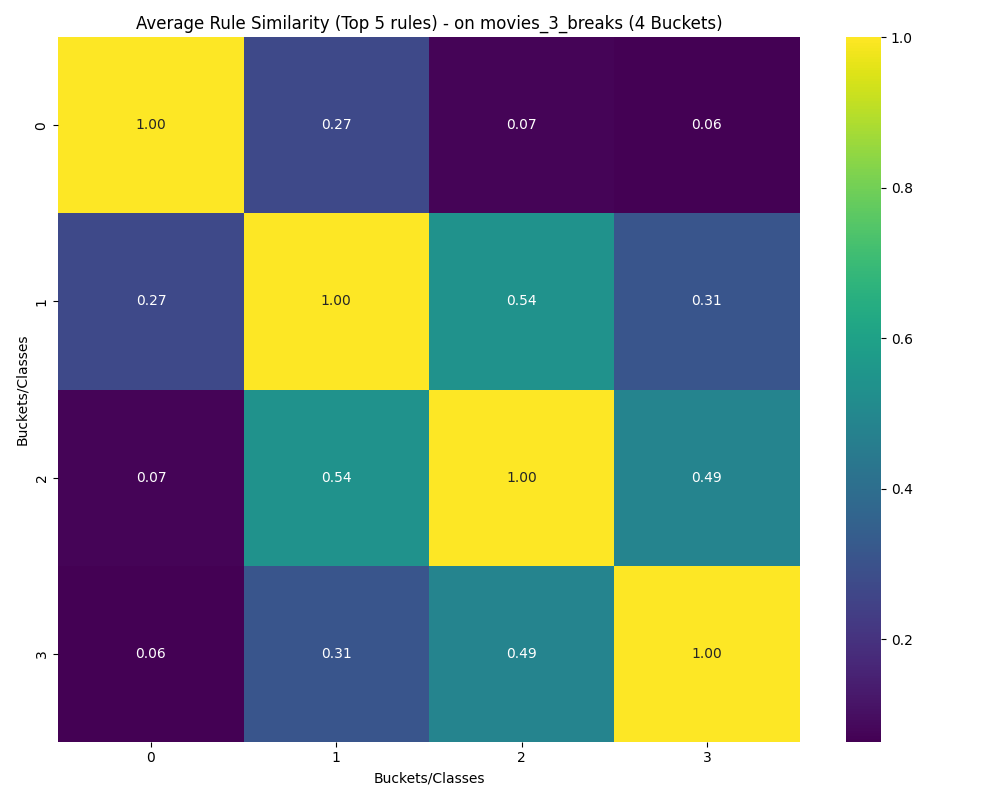 Average Rule Similarity (Top 5 rules) - on movies_3_breaks (4 Buckets)
1.00 0.27 0.07 0.06
0.27 1.00 0.54 0.31
0.07 0.54 1.00 0.49
0.06 0.31 0.49 1.00
0
1
2
3
Buckets/Classes
0 1 2 3
Buckets/Classes
1.0
0.8
0.6
0.4
0.2